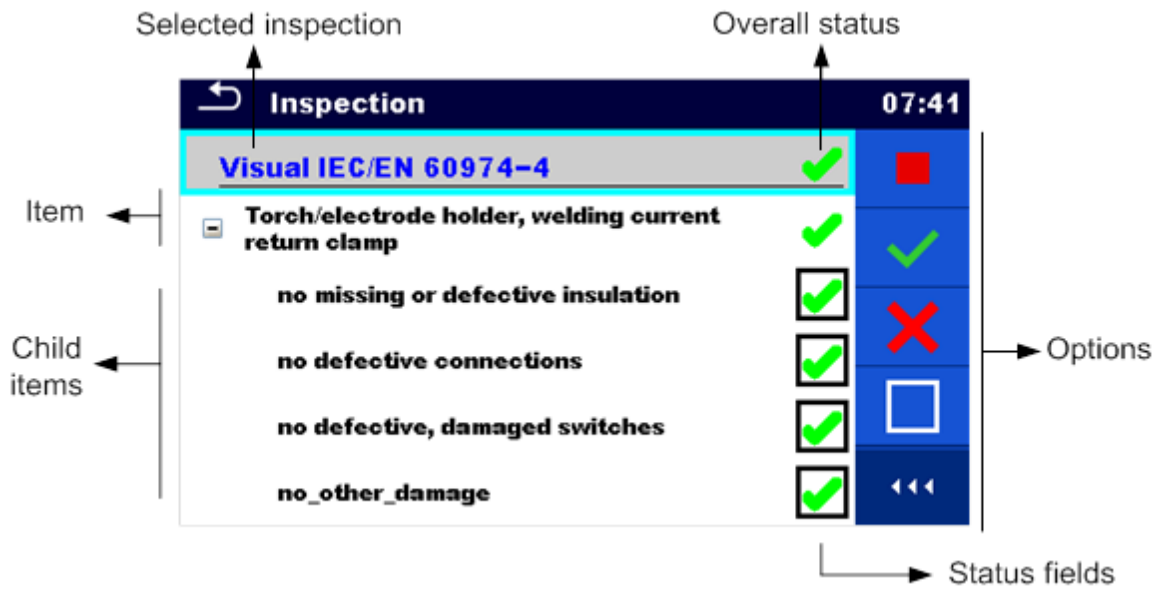 Selected inspection
Overall status
Inspection
07:41
Visual IEC/EN 60974-4
Item
Torch/electrode holder, welding current
return clamp
no missing or defective insulation
Child
items
no defective connections
Options
no defective, damaged switches
no_other_damage
Status fields